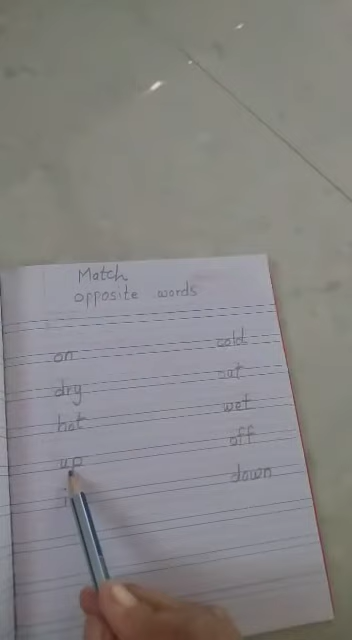 Match
opposite words
on cold
dry out
hot wet
up off
down